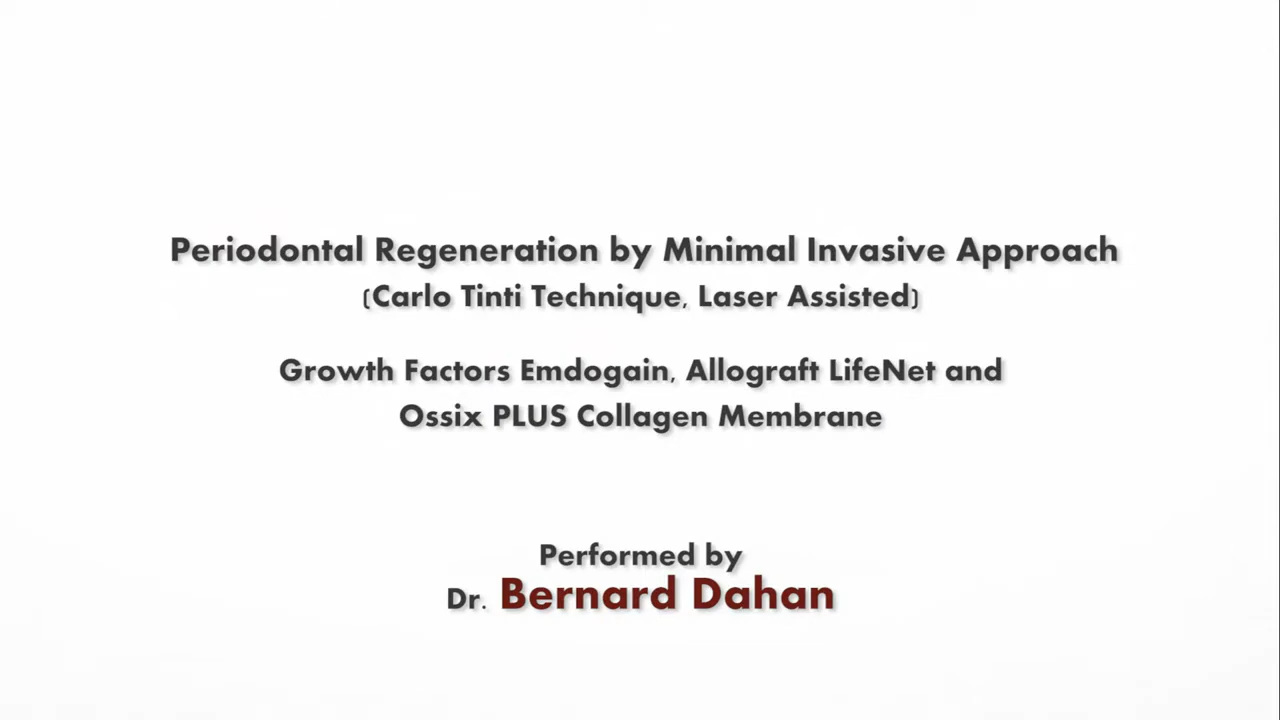 Periodontal Regeneration by Minimal Invasive Approach
(Carlo Tinti Technique, Laser Assisted)
Growth Factors Emdogain, Allograft LifeNet and
Ossix PLUS Collagen Membrane
Performed by
Dr. Bernard Dahan